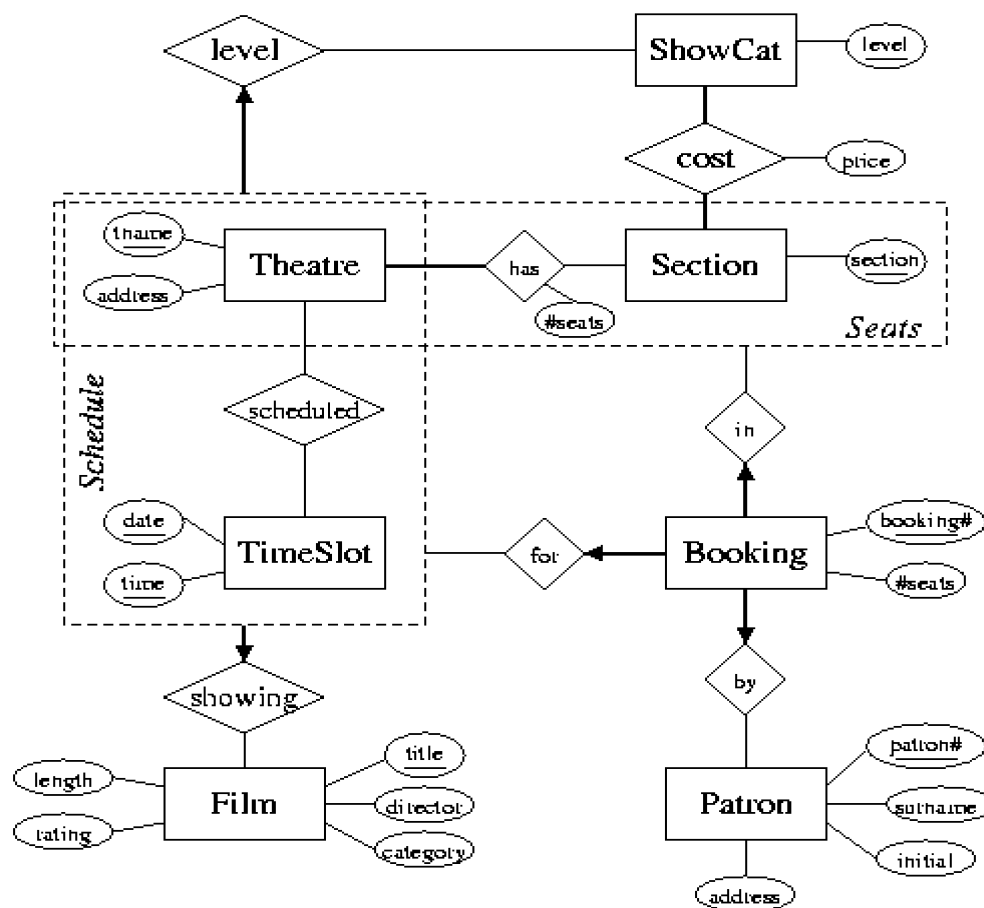 level
ShowCat
level
cost
price
tname
Theatre
has
Section
section
address
#seats
Seats
Schedule
scheduled
in
date
TimeSlot
for
Booking
booking#
time
#seats
showing
by
title
patron#
length
Film
director
Patron
surname
rating
category
initial
address